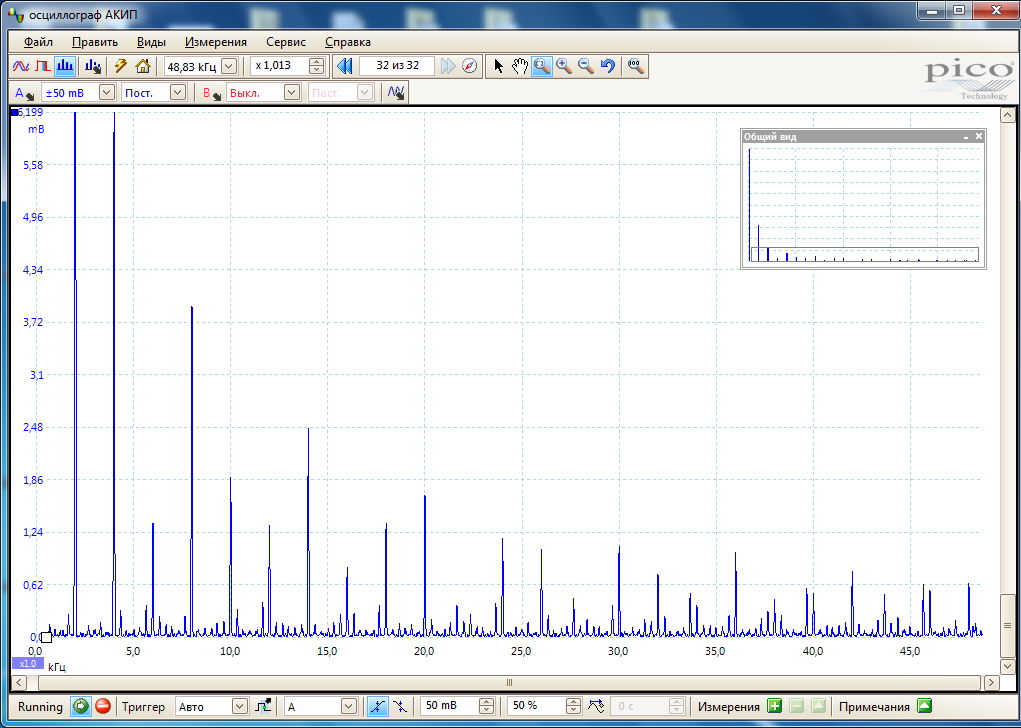 осциллограф АКИП
Файл Править Виды Измерения Сервис Справка
48,83 кГц x 1,013 32 из 32
pico
Technology
A ±50 mВ Пост. B Выкл. Пост.
6,199
mВ
Общий вид
5,58
4,96
4,34
3,72
3,1
2,48
1,86
1,24
0,62
0,0
0,0 5,0 10,0 15,0 20,0 25,0 30,0 35,0 40,0 45,0
x1,0 кГц
Running Триггер Авто A 50 mВ 50 % 0 с Измерения Примечания